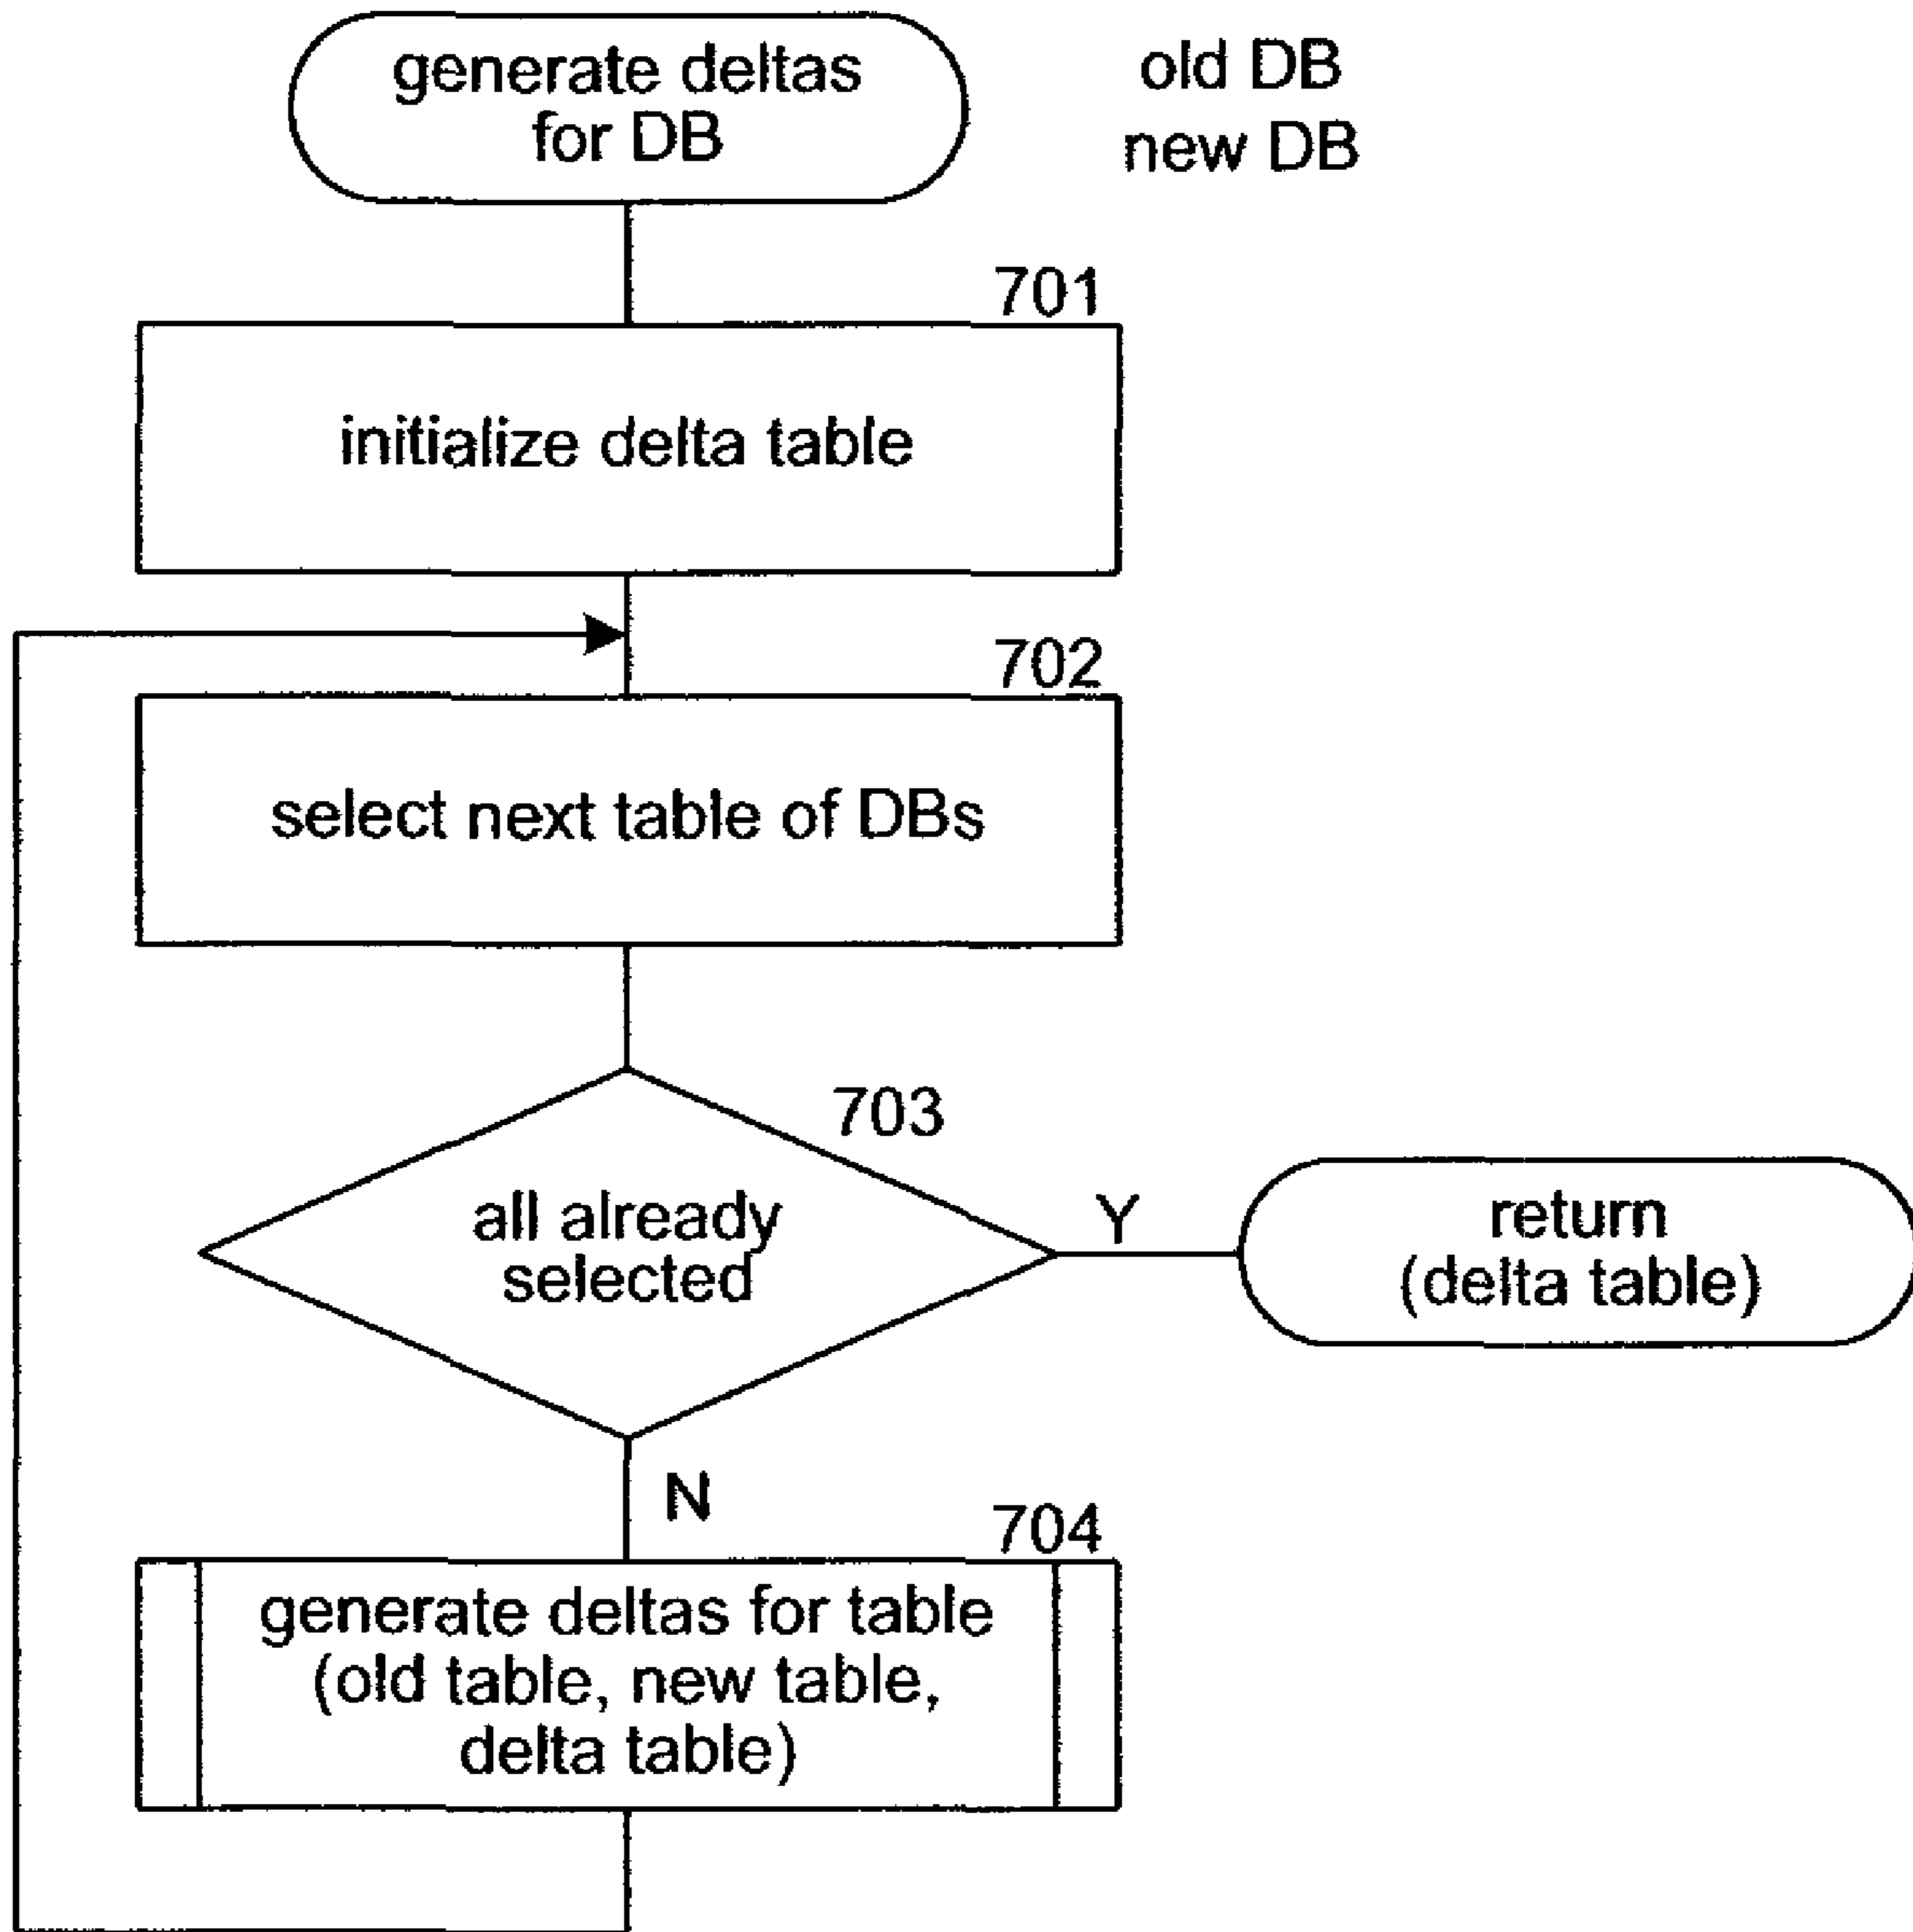 generate deltas
for DB
old DB
new DB
701
initialize delta table
702
select next table of DBs
703
all already
selected
Y
return
(delta table)
N
704
generate deltas for table
(old table, new table,
delta table)